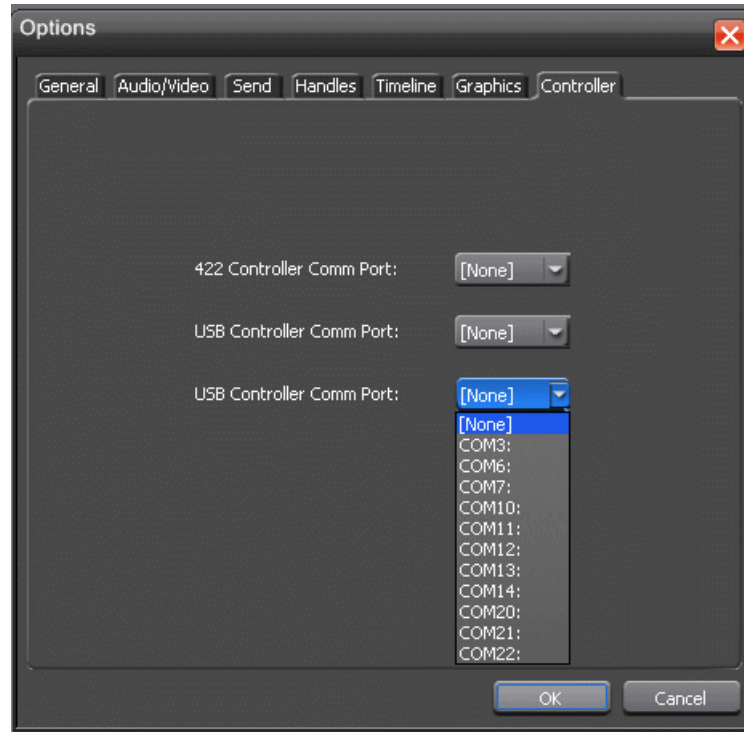 Options
General Audio/Video Send Handles Timeline Graphics Controller
422 Controller Comm Port: [None]
USB Controller Comm Port: [None]
USB Controller Comm Port: [None]
[None]
COM3:
COM6:
COM7:
COM10:
COM11:
COM12:
COM13:
COM14:
COM20:
COM21:
COM22:
OK Cancel